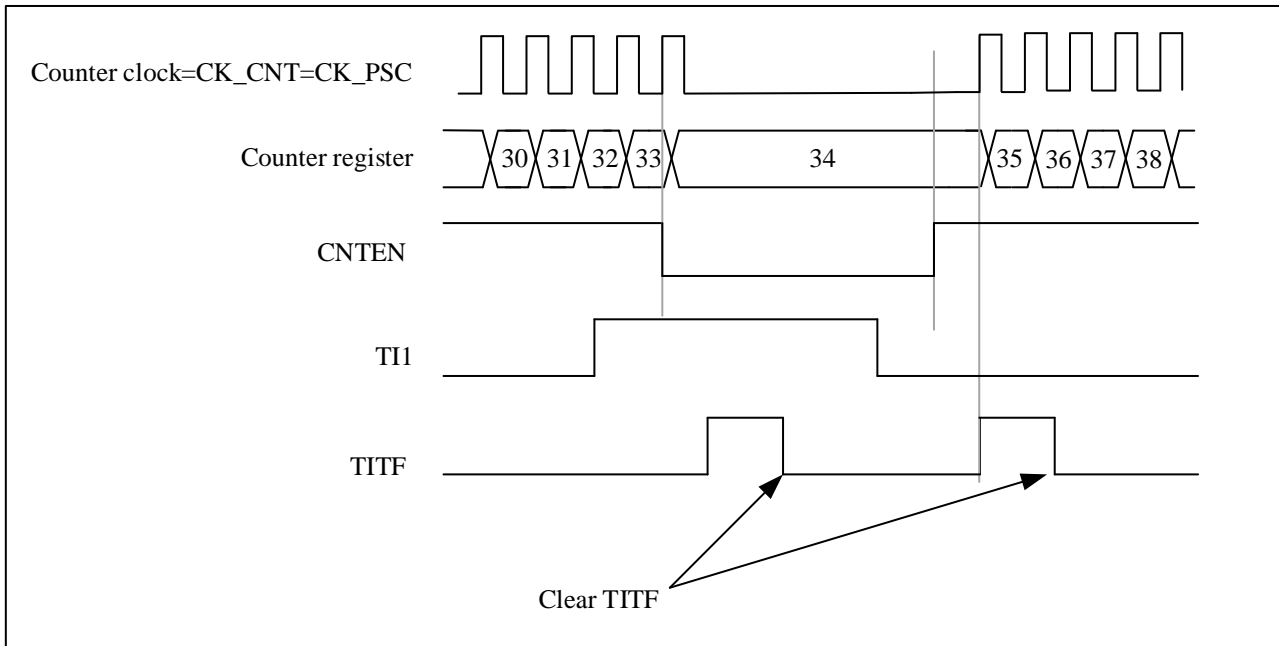 Counter clock=CK_CNT=CK_PSC
Counter register
30 31 32 33 34 35 36 37 38
CNTEN
TI1
TITF
Clear TITF